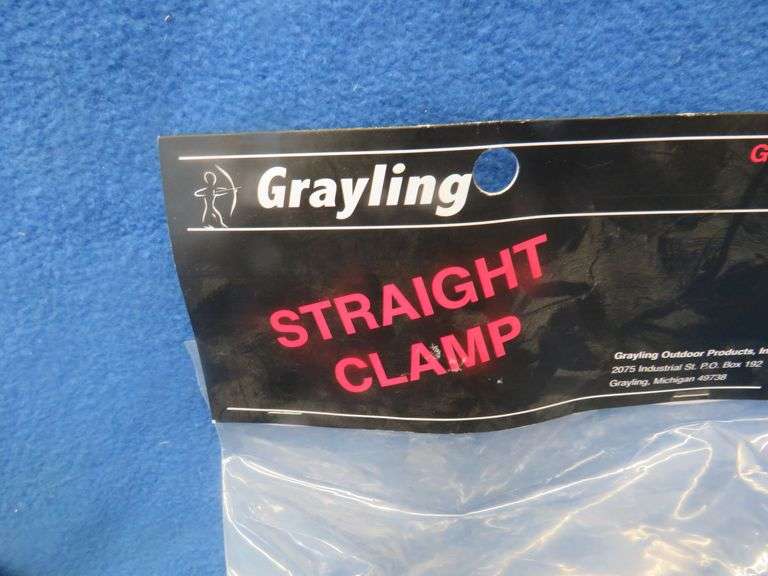 Grayling
G
STRAIGHT
CLAMP
Grayling Outdoor Products, In
2075 Industrial St. P.O. Box 192
Grayling, Michigan 49738